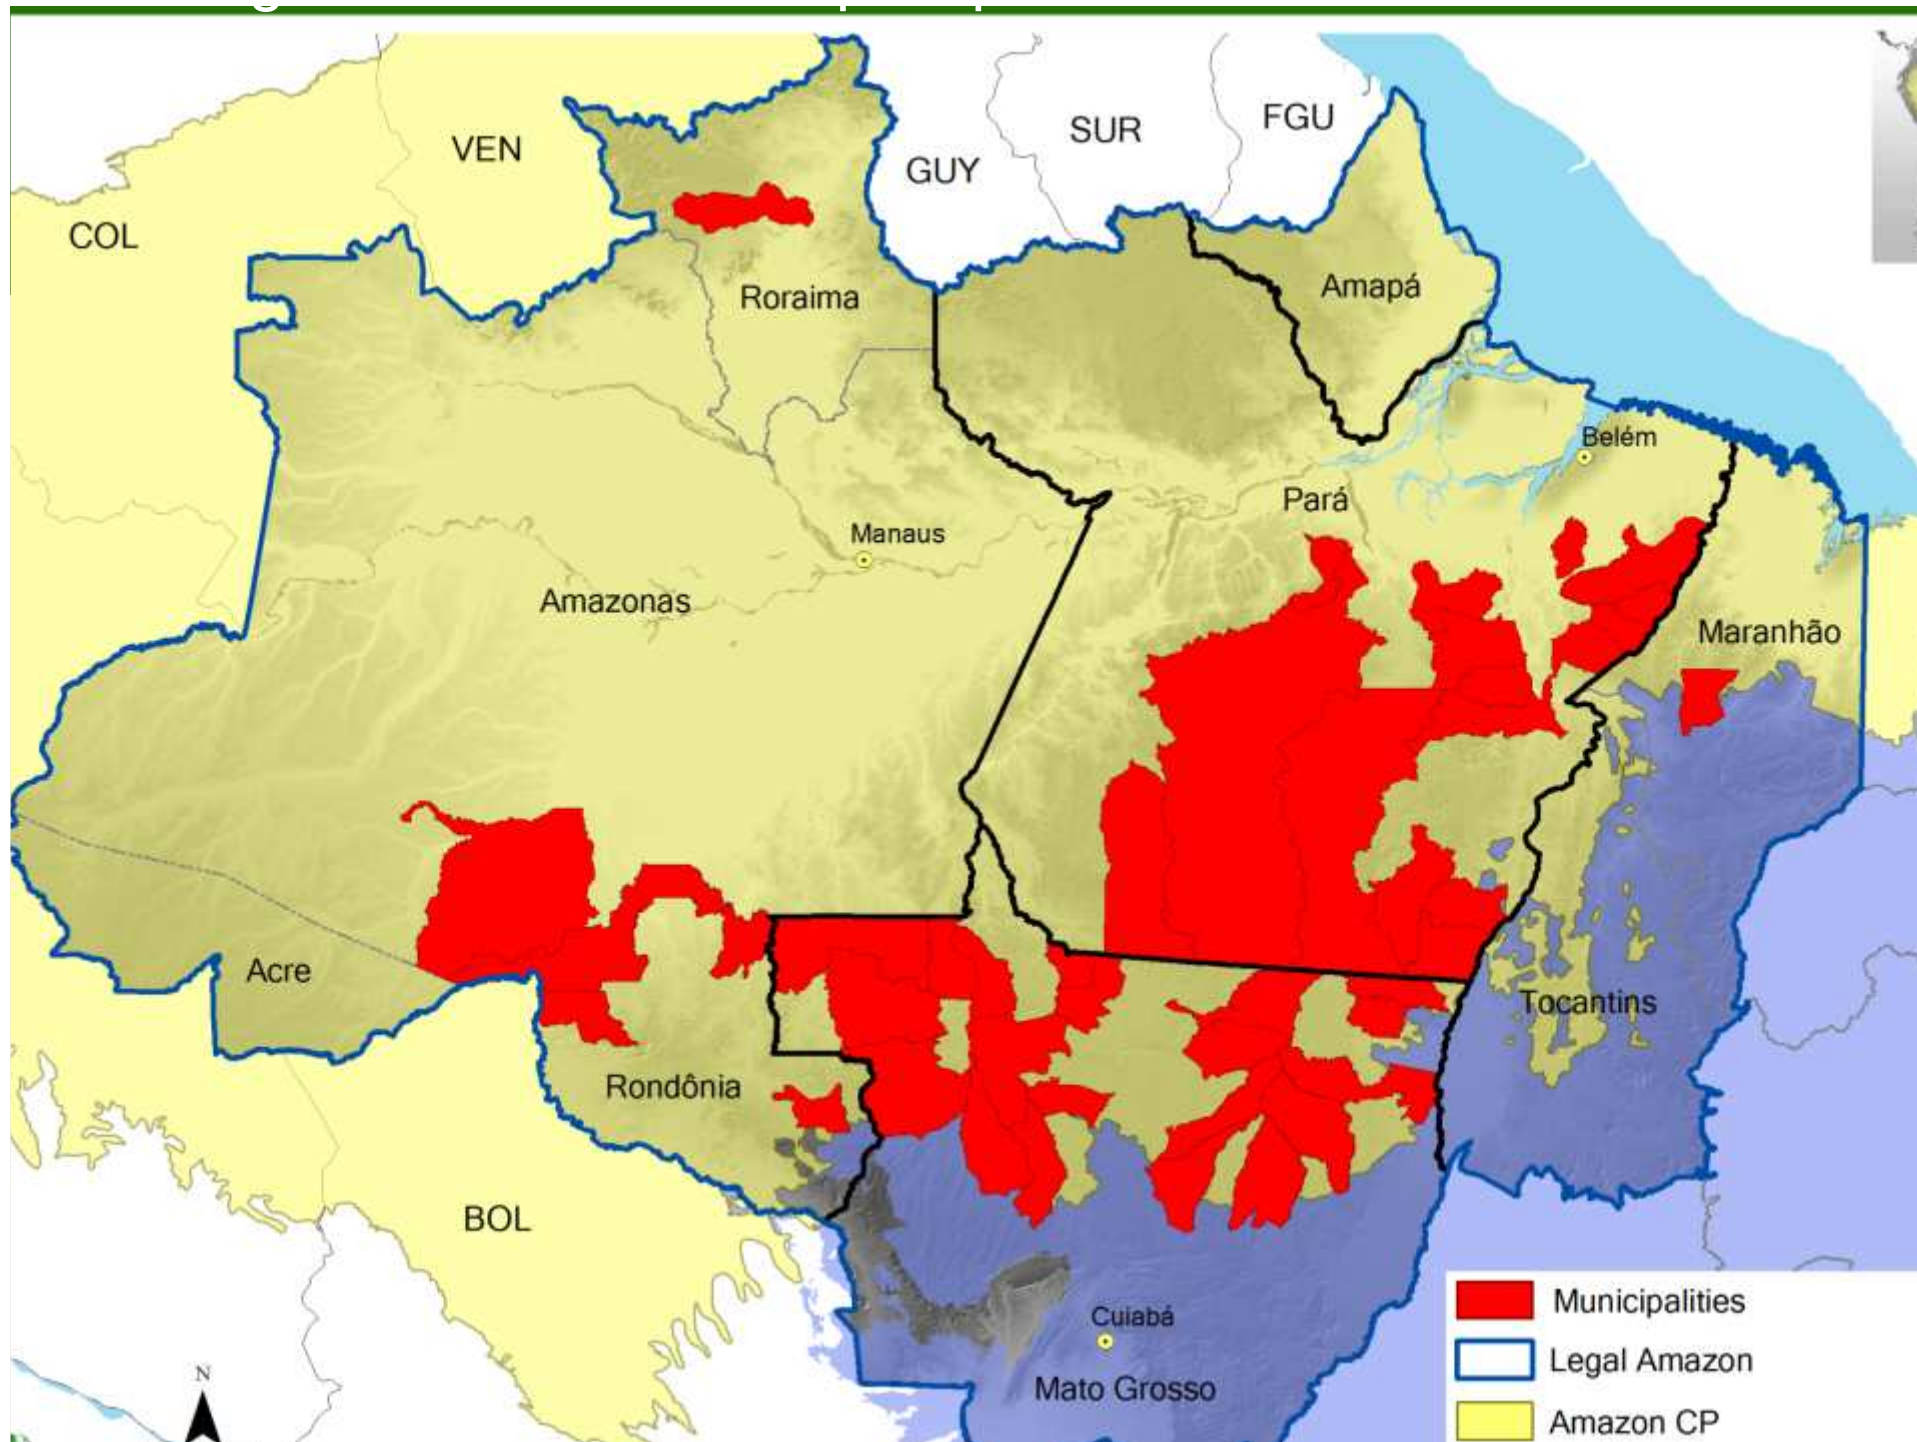 VEN
COL
GUY
SUR
FGU
Roraima
Amapá
Belém
Pará
Manaus
Amazonas
Maranhão
Acre
Rondônia
Tocantins
BOL
Cuiabá
Mato Grosso
N
Municipalities
Legal Amazon
Amazon CP